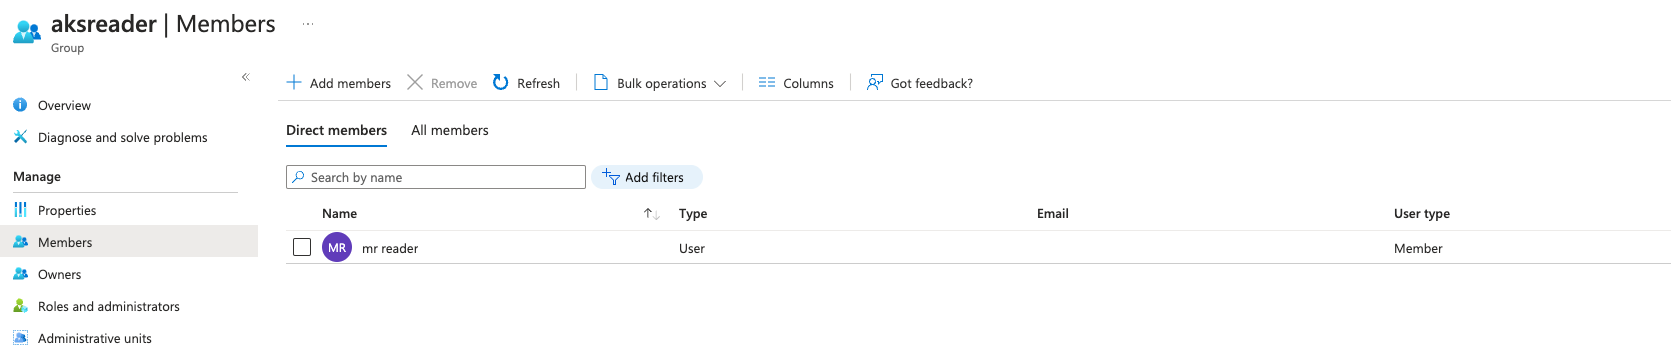 aksreader | Members ...
Group
«
Add members Remove Refresh Bulk operations Columns Got feedback?
Overview
Diagnose and solve problems
Manage
Properties
Members
Owners
Roles and administrators
Administrative units
Direct members All members
Search by name Add filters
Name Type Email User type
MR mr reader User Member